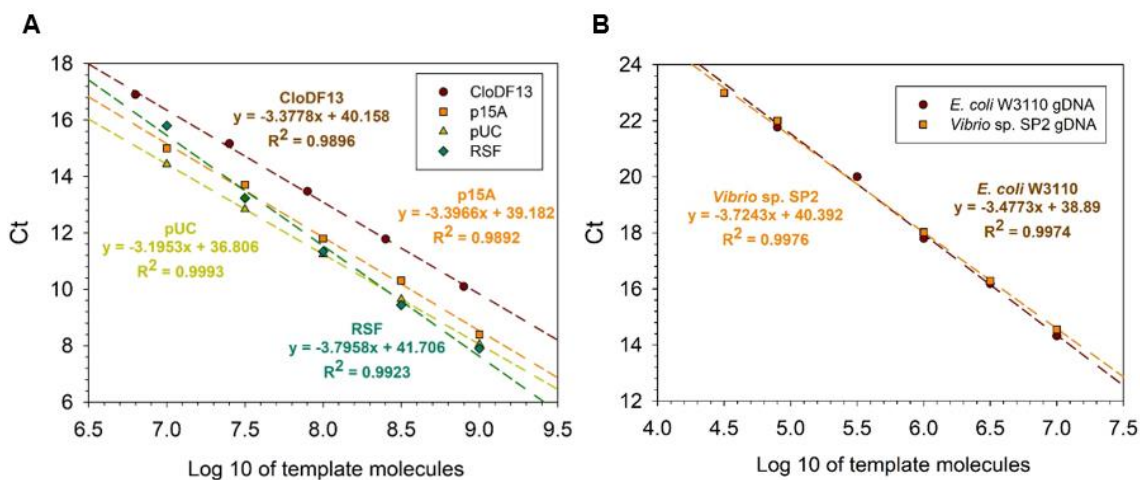 A
Ct
18
16
14
12
10
8
6
6.5 7.0 7.5 8.0 8.5 9.0 9.5
Log 10 of template molecules
CloDF13
y = -3.3778x + 40.158
R2 = 0.9896
CloDF13
p15A
pUC
RSF
p15A
y = -3.3966x + 39.182
R2 = 0.9892
pUC
y = -3.1953x + 36.806
R2 = 0.9993
RSF
y = -3.7958x + 41.706
R2 = 0.9923
B
Ct
24
22
20
18
16
14
12
4.0 4.5 5.0 5.5 6.0 6.5 7.0 7.5
Log 10 of template molecules
E. coli W3110 gDNA
Vibrio sp. SP2 gDNA
Vibrio sp. SP2
y = -3.7243x + 40.392
R2 = 0.9976
E. coli W3110
y = -3.4773x + 38.89
R2 = 0.9974